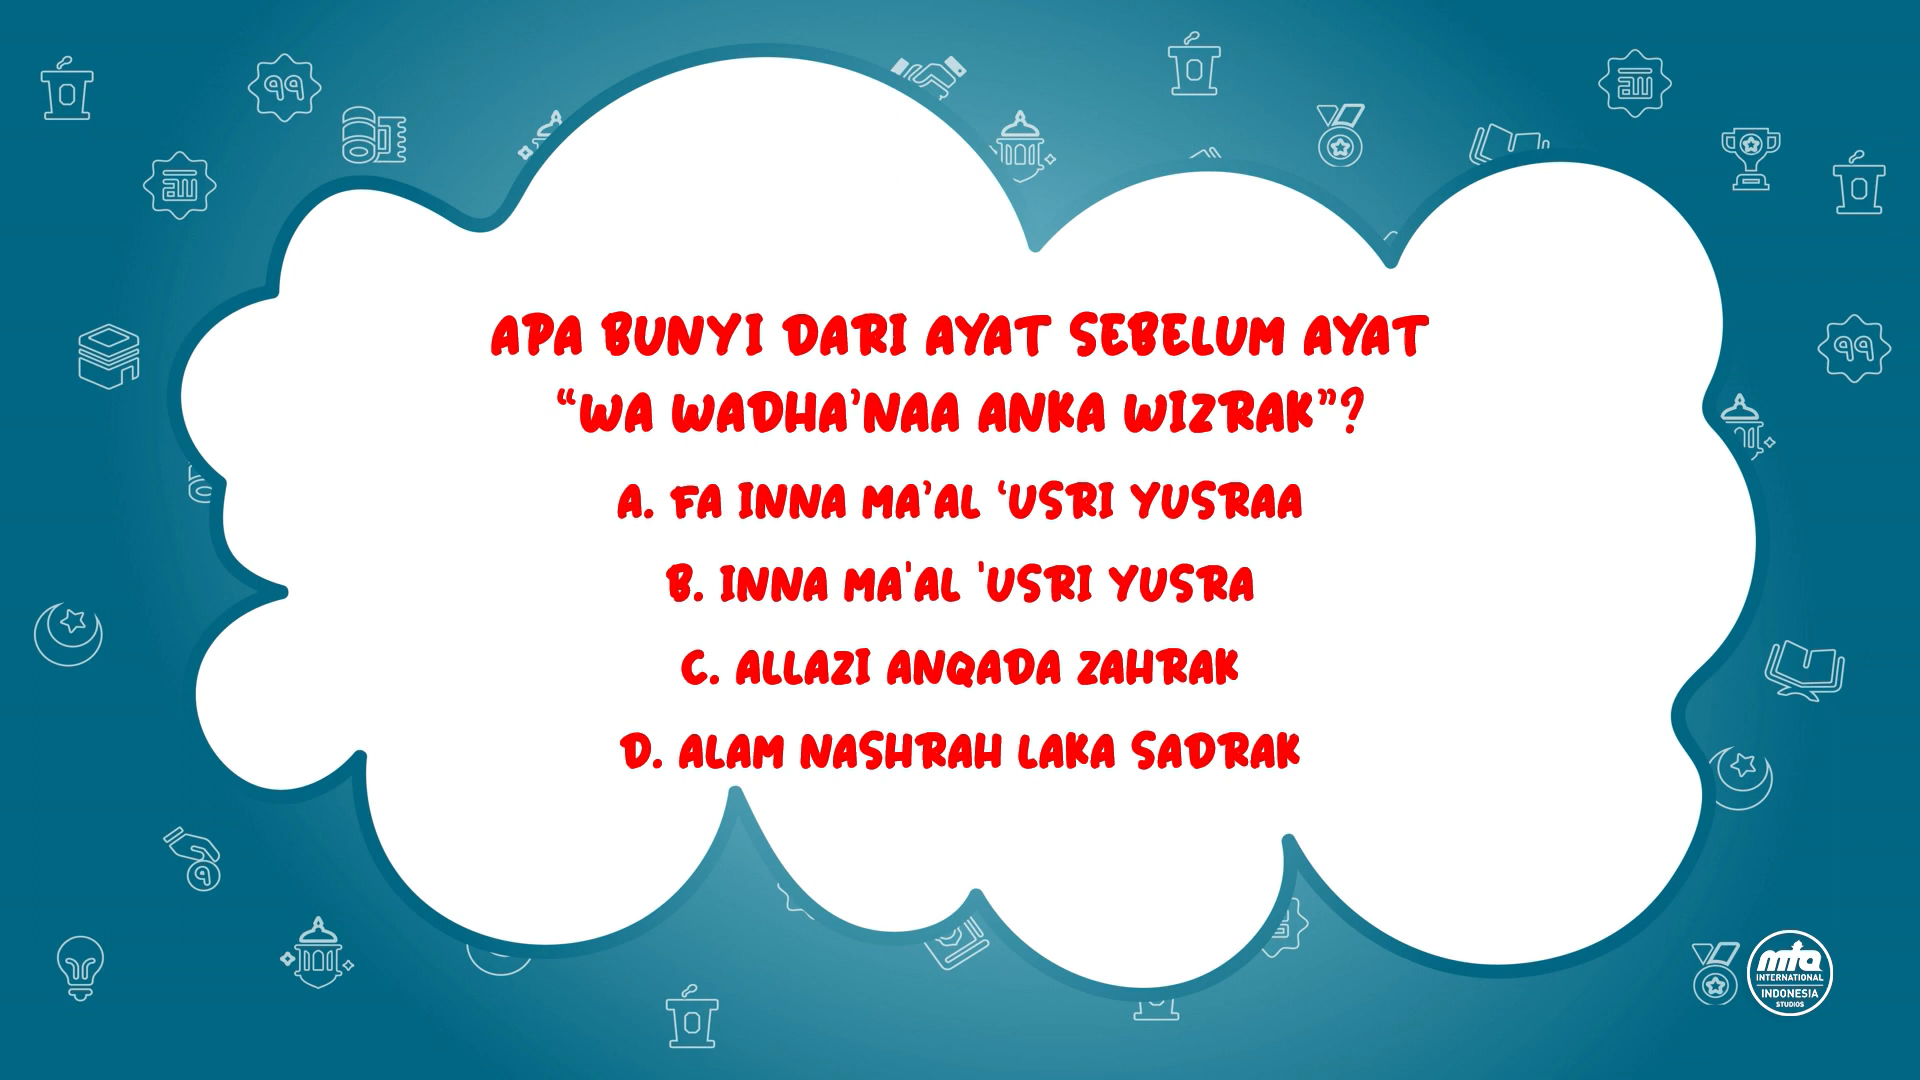 APA BUNYI DARI AYAT SEBELUM AYAT
“WA WADHA’NAA ANKA WIZRAK”?
A. FA INNA MA’AL ‘USRI YUSRAA
B. INNA MA'AL 'USRI YUSRA
C. ALLAZI ANQADA ZAHRAK
D. ALAM NASHRAH LAKA SADRAK
mtq
INTERNATIONAL
INDONESIA
STUDIOS